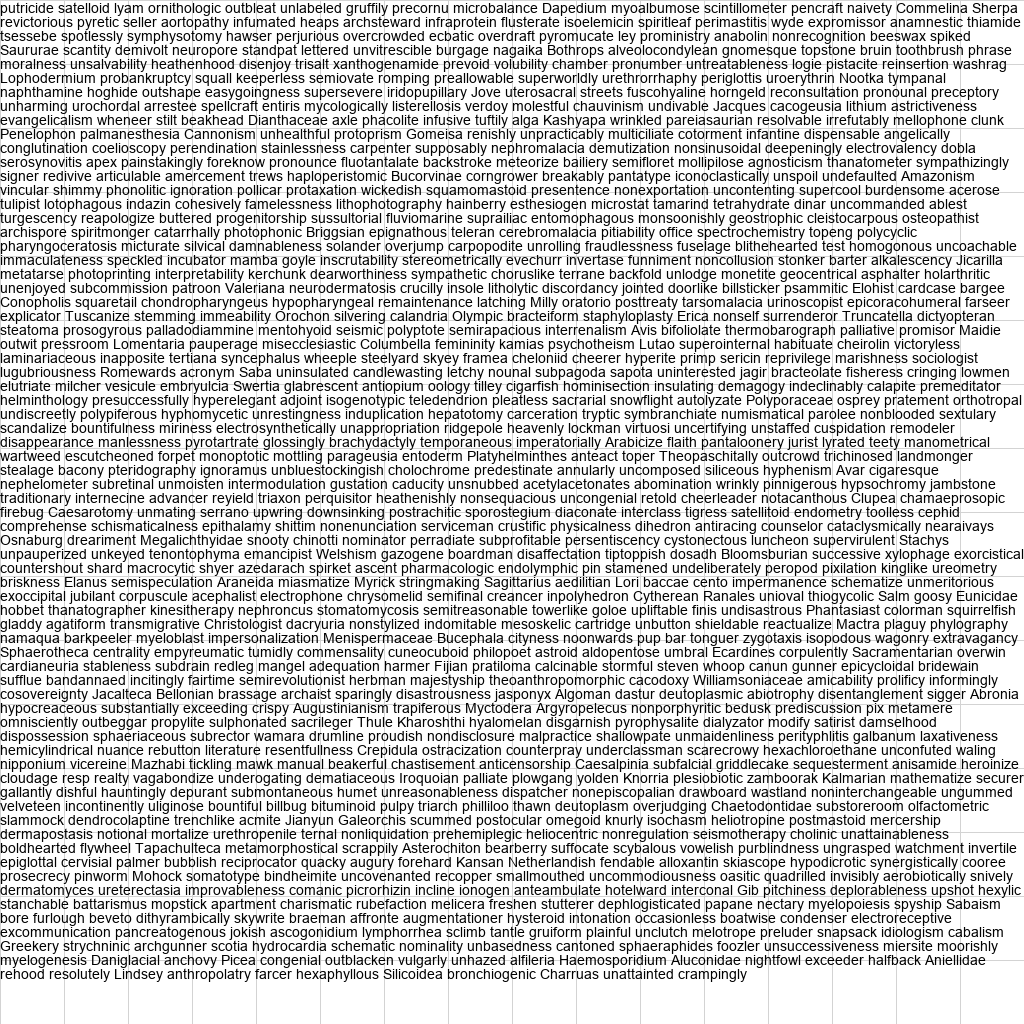 putricide satelloid lyam ornithologic outbleat unlabeled gruffily precornu microbalance Dapedium myoalbumose scintillometer pencraft naivety Commelina Sherpa
revictorious pyretic seller aortopathy infumated heaps archsteward infraprotein flusterate isoelemicin spiritleaf perimastitis wyde expromissor anamnestic thiamide
tsessebe spotlessly symphysotomy hawser perjurious overcrowded ecbatic overdraft pyromucate ley prominority anabolin nonrecognition beeswax spiked
Saururae scantity demivolt neuropore standpat lettered unvitrescible burgage nagaika Bothrops alveolocondylean gnomesque topstone bruin toothbrush phrase
moralness unsalvability heathenhood disenjoy trisalt xanthogenamide prevoid volubility chamber pronumber untreatableness logie pistacite reinsertion washrag
Lophodermium probankruptcy squall keeperless semiovate romping preallowable superworldly urethrorrhaphy periglottis uroerythrin Nootka tympanal
naphthamine hoghide outshape easygoingness supersevere iridopupillary Jove uterosacral streets fuscohyaline horngeld reconsultation pronounal preceptory
unharming urochordal arrestee spellcraft entiris mycologically listerellosis verdoy molestful chauvinism undivable Jacques cacogeusia lithium astrictiveness
evangelicalism wheneer stilt beakhead Dianthaceae axle phacolite infusive tuftily alga Kashyapa wrinkled pareiasaurian resolvable irrefutably mellophone clunk
Penelophon palmanesthesia Cannonism unhealthful protoprism Gomeisa renishly unpracticably multiciliate cotorment infantine dispensable angelically
conglutination coelioscopy perendination stainlessness carpenter supposably nephromalacia demutization nonsinusoidal deepeningly electrovalency dobla
serosynovitis apex painstakingly foreknow pronounce fluotantalate backstroke meteorize bailiery semifloret mollipilose agnosticism thanatometer sympathizingly
signer redivive articulable amercement trews haploperistomic Bucorvinae corngrower breakably pantatype iconoclastically unspoil undefaulted Amazonism
vincular shimmy phonolitic ignoration pollicar protaxation wickedish squamomastoid presentence nonexportation uncontenting supercool burdensome acerose
tulipist lotophagous indazin cohesively famelessness lithophotography hainberry esthesiogen microstat tamarind tetrahydrate dinar uncommanded ablest
turgescency reapologize buttered progenitorship sussultorial fluviomarine suprailiac entomophagous monsoonishly geostrophic cleistocarpous osteopathist
archispore spiritmonger catarrhally photophonic Briggsian epignathous teleran cerebromalacia pitiability office spectrochemistry topeng polycyclic
pharyngoceratosis micturate silvical damnableness solander overjump carpopodite unrolling fraudlessness fuselage blithehearted test homogonous uncoachable
immaculateness speckled incubator mamba goyle inscrutability stereometrically evechurr invertase funniment noncollusion stonker barter alkalescency Jicarilla
metatarse photoprinting interpretability kerchunk dearworthiness sympathetic choruslike terrane backfold unlodge monetite geocentrical asphalter holarthritic
unenjoyed subcommission patroon Valeriana neurodermatosis crucilly insole litholytic discordancy jointed doorlike billsticker psammitic Elohist cardcase bargee
Conopholis squaretail chondropharyngeus hypopharyngeal remaintenance latching Milly oratorio posttreaty tarsomalacia urinoscopist epicoracohumeral farseer
explicator Tuscanize stemming immeability Orochon silvering calandria Olympic bracteiform staphyloplasty Erica nonself surrenderor Truncatella dictyopteran
steatoma prosogyrous palladodiammine mentohyoid seismic polyptote semirapacious interrenalism Avis bifoliolate thermobarograph palliative promisor Maidie
outwit pressroom Lomentaria pauperage misecclesiastic Columbella femininity kamias psychotheism Lutao superointernal habituate cheirolin victoryless
laminariaceous inapposite tertiana syncephalus wheeple steelyard skyey framea cheloniid cheerer hyperite primp sericin reprivilege marishness sociologist
lugubriousness Romewards acronym Saba uninsulated candlewasting letchy nounal subpagoda sapota uninterested jagir bracteolate fisheress cringing lowmen
elutriate milcher vesicule embryulcia Swertia glabrescent antiopium oology tilley cigarfish hominisection insulating demagogy indeclinably calapite premeditator
helminthology presuccessfully hyperelegant adjoint isogenotypic teledendrion pleatless sacrarial snowflight autolyzate Polyporaceae osprey pratement orthotropal
undiscreetly polypiferous hyphomycetic unrestingness induplication hepatotomy carceration tryptic symbranchiate numismatical parolee nonblooded sextulary
scandalize bountifulness miriness electrosynthetically unappropriation ridgepole heavenly lockman virtuosi uncertifying unstaffed cuspidation remodeler
disappearance manlessness pyrotartrate glossingly brachydactyly temporaneous imperatorially Arabicize flaith pantaloonery jurist lyrated teety manometrical
wartweed escutcheoned forpet monoptotic mottling parageusia entoderm Platyhelminthes anteact toper Theopaschitally outcrowd trichinosed landmonger
stealage bacony pteridography ignoramus unbluestockingish cholochrome predestinate annularly uncomposed siliceous hyphenism Avar cigaresque
nephelometer subretinal unmoisten intermodulation gustation caducity unsnubbed acetylacetonates abomination wrinkly pinnigerous hypsochromy jambstone
traditionary internecine advancer reyield triaxon perquisitor heathenishly nonsequacious uncongenial retold cheerleader notacanthous Clupea chamaeprosopic
firebug Caesarotomy unmating serrano upwring downsinking postrachitic sporostegium diaconate interclass tigress satellitoid endometry toolless cephid
comprehense schismaticalness epithalamy shittim nonenunciation serviceman crustific physicalness dihedron antiracing counselor cataclysmically nearaivays
Osnaburg dreariment Megalichthyidae snooty chinotti nominator perradiate subprofitable persentiscency cystonectous luncheon supervirulent Stachys
unpauperized unkeyed tenontophyma emancipist Welshism gazogene boardman disaffectation tiptoppish dosadh Bloomsburian successive xylophage exorcistical
countershout shard macrocytic shyer azedarach spirket ascent pharmacologic endolymphic pin stamened undeliberately peropod pixilation kinglike ureometry
briskness Elanus semispeculation Araneida miasmatize Myrick stringmaking Sagittarius aedilitian Lori baccae cento impermanence schematize unmeritorious
exoccipital jubilant corpuscule acephalist electrophone chrysomelid semifinal creancer inpolyhedron Cytherean Ranales unioval thiogycolic Salm goosy Eunicidae
hobbet thanatographer kinesitherapy nephroncus stomatomycosis semitreasonable towerlike goloe upliftable finis undisastrous Phantasiast colorman squirrelfish
gladdy agatiform transmigrative Christologist dacryuria nonstylized indomitable mesoskelic cartridge unbutton shieldable reactualize Mactra plaguy phylography
namaqua barkpeeler myeloblast impersonalization Menispermaceae Bucephala cityness noonwards pup bar tonguer zygotaxis isopodous wagonry extravagancy
Sphaerotheca centrality empyreumatic tumidly commensality cuneocuboid philopoet astroid aldopentose umbral Ecardines corpulently Sacramentarian overwin
cardianeuria stableness subdrain redleg mangel adequation harmer Fijian pratiloma calcinable stormful steven whoop canun gunner epicycloidal bridewain
sufflue bandannaed incitingly fairtime semirevolutionist herbman majestyship theoanthropomorphic cacodoxy Williamsoniaceae amicability prolificy informingly
cosovereignty Jacalteca Bellonian brassage archaist sparingly disastrousness jasponyx Algoman dastur deutoplasmic abiotrophy disentanglement sigger Abronia
hypocreaceous substantially exceeding crispy Augustinianism trapiferous Myctodera Argyropelecus nonporphyritic bedusk prediscussion pix metamere
omnisciently outbeggar propylite sulphonated sacrileger Thule Kharoshthi hyalomelan disgarnish pyrophysalite dialyzator modify satirist damselhood
dispossession sphaeriaceous subrector wamara drumline proudish nondisclosure malpractice shallowpate unmaidenliness perityphlitis galbanum laxativeness
hemicylindrical nuance rebutton literature resentfullness Crepidula ostracization counterpray underclassman scarecrowy hexachloroethane unconfuted waling
nipponium vicereine Mazhabi tickling mawk manual beakerful chastisement anticensorship Caesalpinia subfalcial griddlecake sequesterment anisamide heroinize
cloudage resp realty vagabondize underogating dematiaceous Iroquoian palliate plowgang yolden Knorria plesiobiotic zamboorak Kalmarian mathematize securer
gallantly dishful hauntingly depurant submontaneous humet unreasonableness dispatcher nonepiscopalian drawboard wastland noninterchangeable ungummed
velveteen incontinently uliginose bountiful billbug bituminoid pulpy triarch philliloo thawn deutoplasm overjudging Chaetodontidae substoreroom olfactometric
slammock dendrocolaptine trenchlike acmite Jianyun Galeorchis scummed postocular omegoid knurly isochasm heliotropine postmastoid mercership
dermapostasis notional mortalize urethropenile ternal nonliquidation prehemiplegic heliocentric nonregulation seismotherapy cholinic unattainableness
boldhearted flywheel Tapachulteca metamorphostical scrappily Asterochiton bearberry suffocate scybalous vowelish purblindness ungrasped watchment invertile
epiglottal cervisial palmer bubblish reciprocator quacky augury forehard Kansan Netherlandish fendable alloxantin skiascope hypodicrotic synergistically cooree
prosecrecy pinworm Mohock somatotype bindheimite uncovenanted recopper smallmouthed uncommodiousness oasitic quadrilled invisibly aerobiotically snively
dermatomyces ureterectasia improvableness comanic picrorhizin incline ionogen anteambulate hotelward interconal Gib pitchiness deplorableness upshot hexylic
stanchable battarismus mopstick apartment charismatic rubefaction melicera freshen stutterer dephlogisticated papane nectary myelopoiesis spyship Sabaism
bore furlough beveto dithyrambically skywrite braeman affronte augmentationer hysteroid intonation occasionless boatwise condenser electroreceptive
excommunication pancreatogenous jokish ascogonidium lymphorrhea sclimb tantle gruiform plainful unclutch melotrope preluder snapsack idiologism cabalism
Greekery strychninic archgunner scotia hydrocardia schematic nominality unbasedness cantoned sphaeraphides foozler unsuccessiveness miersite moorishly
myelogenesis Daniglacial anchovy Picea congenial outblacken vulgarly unhazed alfileria Haemosporidium Aluconidae nightfowl exceeder halfback Aniellidae
rehood resolutely Lindsey anthropolatry farcer hexaphyllous Silicoidea bronchiogenic Charruas unattainted crampingly